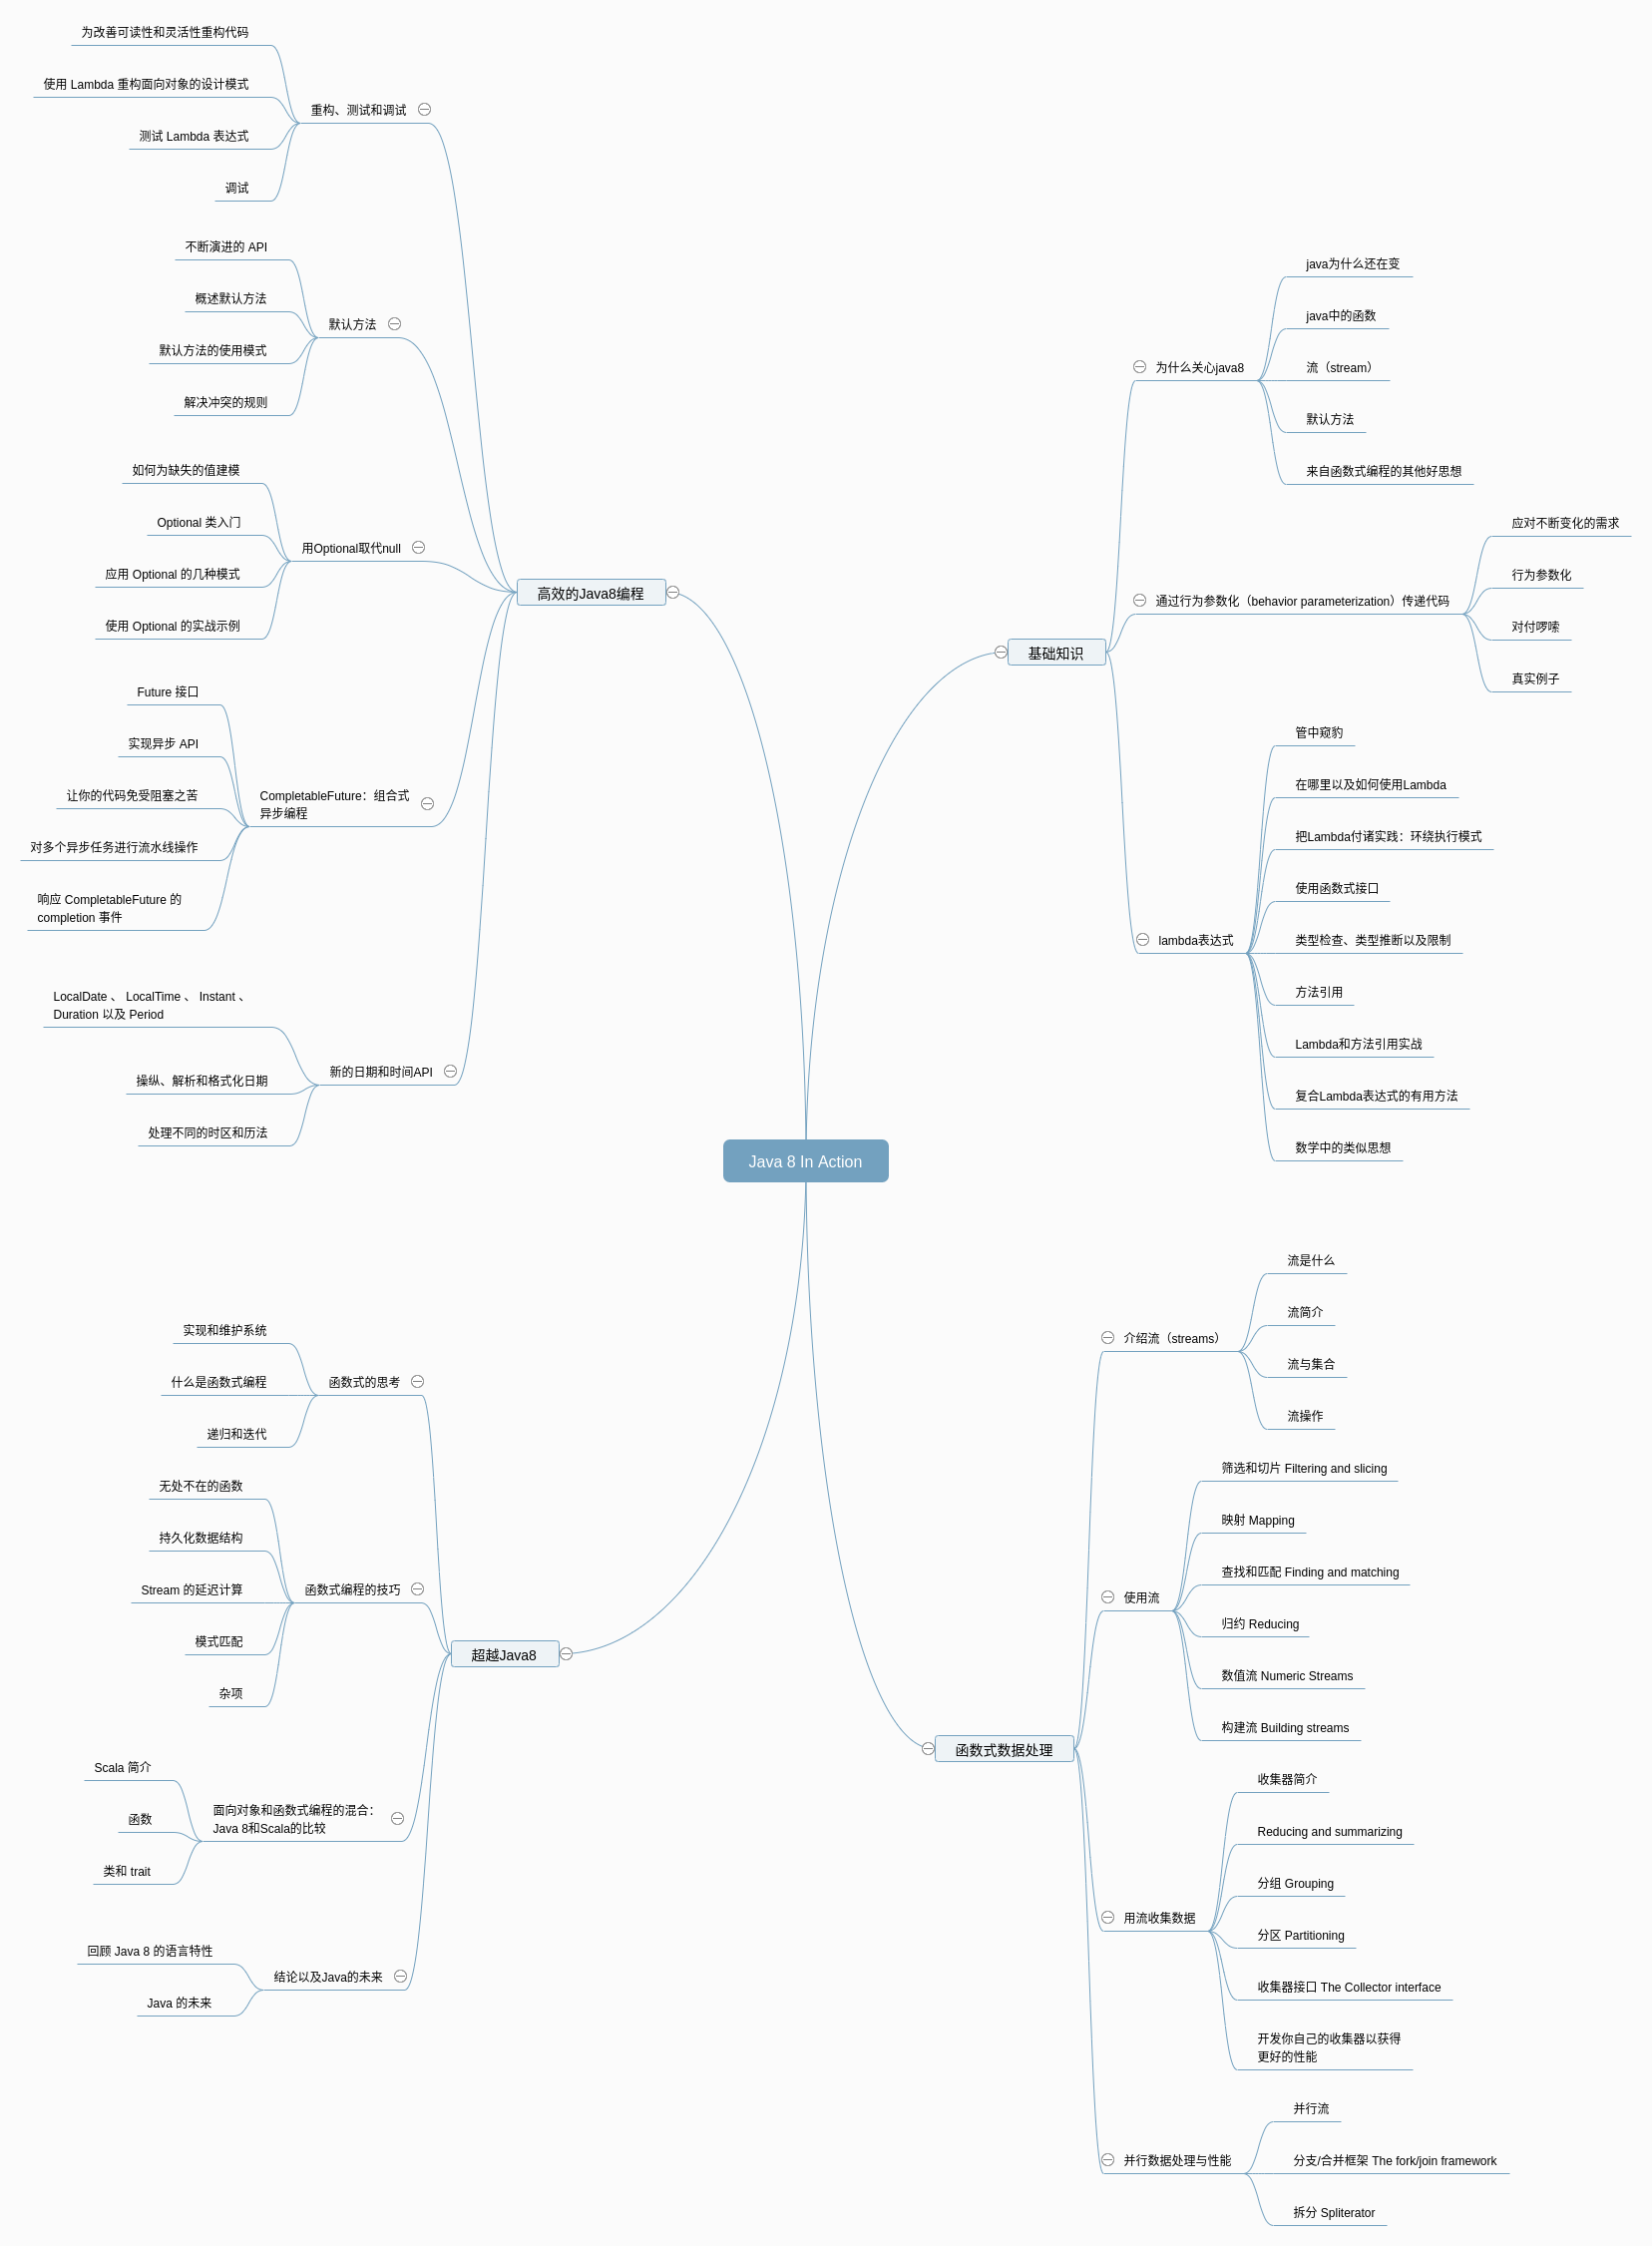 Java 8 In Action
基础知识
为什么关心java8
java为什么还在变
java中的函数
流（stream）
默认方法
来自函数式编程的其他好思想
通过行为参数化（behavior parameterization）传递代码
应对不断变化的需求
行为参数化
对付啰嗦
真实例子
lambda表达式
管中窥豹
在哪里以及如何使用Lambda
把Lambda付诸实践：环绕执行模式
使用函数式接口
类型检查、类型推断以及限制
方法引用
Lambda和方法引用实战
复合Lambda表达式的有用方法
数学中的类似思想
函数式数据处理
介绍流（streams）
流是什么
流简介
流与集合
流操作
使用流
筛选和切片 Filtering and slicing
映射 Mapping
查找和匹配 Finding and matching
归约 Reducing
数值流 Numeric Streams
构建流 Building streams
用流收集数据
收集器简介
Reducing and summarizing
分组 Grouping
分区 Partitioning
收集器接口 The Collector interface
开发你自己的收集器以获得
更好的性能
并行数据处理与性能
并行流
分支/合并框架 The fork/join framework
拆分 Spliterator
高效的Java8编程
重构、测试和调试
为改善可读性和灵活性重构代码
使用 Lambda 重构面向对象的设计模式
测试 Lambda 表达式
调试
默认方法
不断演进的 API
概述默认方法
默认方法的使用模式
解决冲突的规则
用Optional取代null
如何为缺失的值建模
Optional 类入门
应用 Optional 的几种模式
使用 Optional 的实战示例
CompletableFuture：组合式
异步编程
Future 接口
实现异步 API
让你的代码免受阻塞之苦
对多个异步任务进行流水线操作
响应 CompletableFuture 的
completion 事件
新的日期和时间API
LocalDate 、 LocalTime 、 Instant 、
Duration 以及 Period
操纵、解析和格式化日期
处理不同的时区和历法
超越Java8
函数式的思考
实现和维护系统
什么是函数式编程
递归和迭代
函数式编程的技巧
无处不在的函数
持久化数据结构
Stream 的延迟计算
模式匹配
杂项
面向对象和函数式编程的混合：
Java 8和Scala的比较
Scala 简介
函数
类和 trait
结论以及Java的未来
回顾 Java 8 的语言特性
Java 的未来